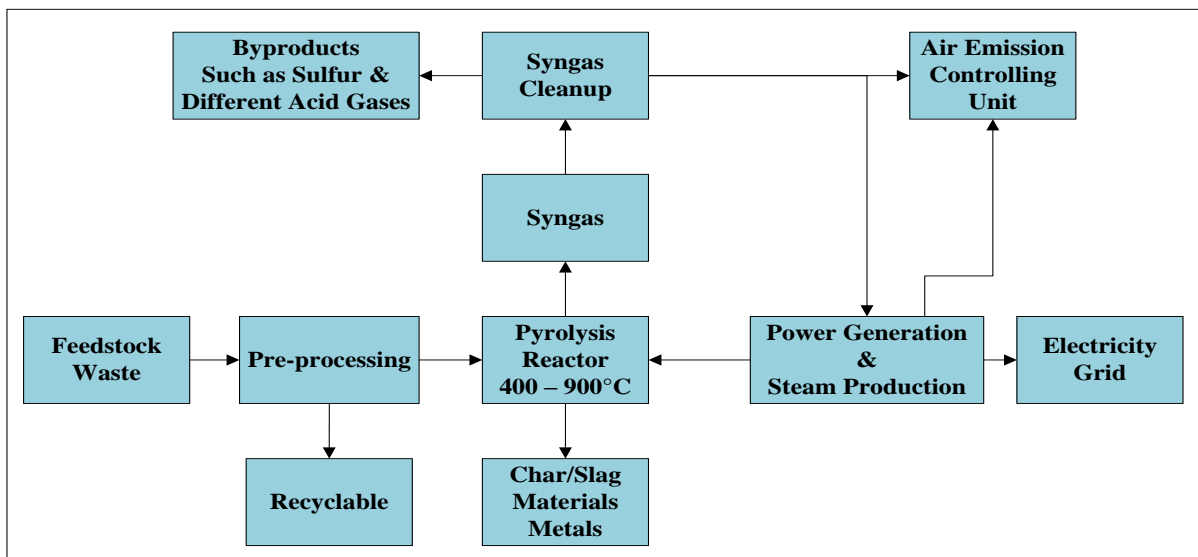 Byproducts
Such as Sulfur &
Different Acid Gases
Syngas
Cleanup
Air Emission
Controlling
Unit
Syngas
Feedstock
Waste
Pre-processing
Pyrolysis
Reactor
400 – 900°C
Power Generation
&
Steam Production
Electricity
Grid
Recyclable
Char/Slag
Materials
Metals